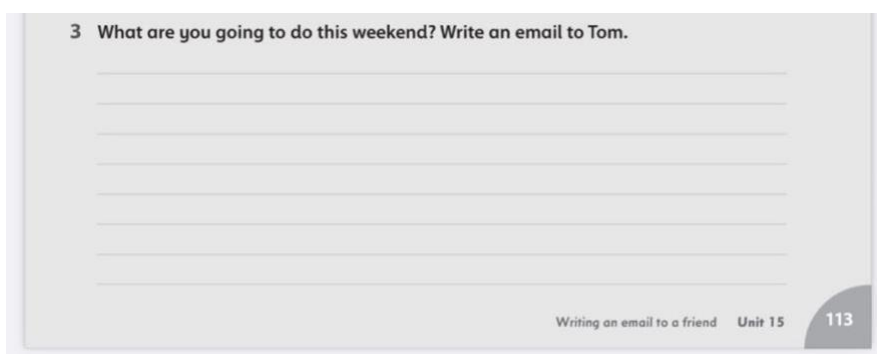 3 What are you going to do this weekend? Write an email to Tom.
Writing an email to a friend Unit 15 113